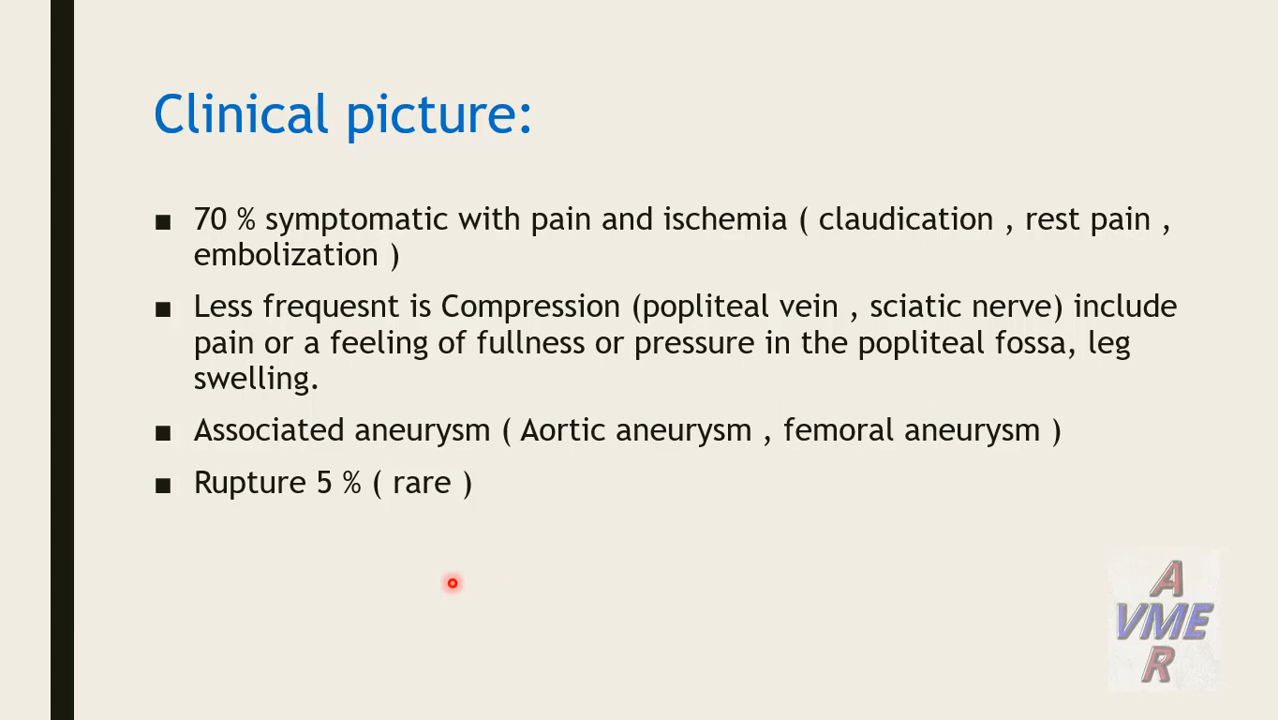 Clinical picture:
■ 70 % symptomatic with pain and ischemia ( claudication , rest pain ,
embolization )
■ Less frequesnt is Compression (popliteal vein , sciatic nerve) include
pain or a feeling of fullness or pressure in the popliteal fossa, leg
swelling.
■ Associated aneurysm ( Aortic aneurysm , femoral aneurysm )
■ Rupture 5 % ( rare )
A
VME
R